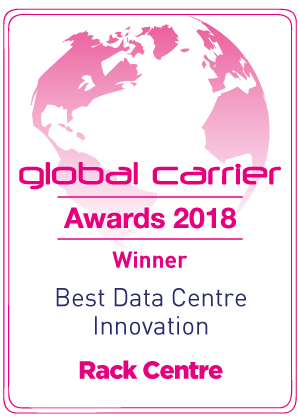 global carrier
Awards 2018
Winner
Best Data Centre
Innovation
Rack Centre